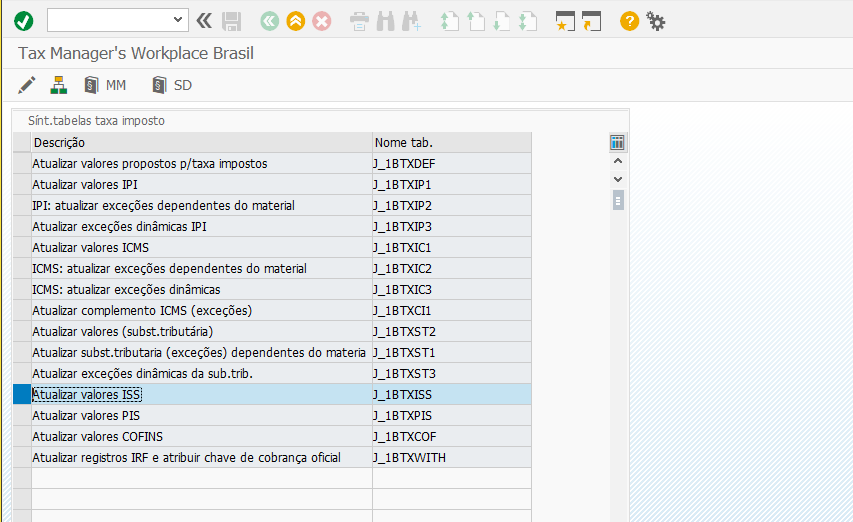 Tax Manager's Workplace Brasil
MM SD
Sínt.tabelas taxa imposto
Descrição Nome tab.
Atualizar valores propostos p/taxa impostos J_1BTXDEF
Atualizar valores IPI J_1BTXIP1
IPI: atualizar exceções dependentes do material J_1BTXIP2
Atualizar exceções dinâmicas IPI J_1BTXIP3
Atualizar valores ICMS J_1BTXIC1
ICMS: atualizar exceções dependentes do material J_1BTXIC2
ICMS: atualizar exceções dinâmicas J_1BTXIC3
Atualizar complemento ICMS (exceções) J_1BTXCI1
Atualizar valores (subst.tributária) J_1BTXST2
Atualizar subst.tributaria (exceções) dependentes do materia J_1BTXST1
Atualizar exceções dinâmicas da sub.trib. J_1BTXST3
Atualizar valores ISS J_1BTXISS
Atualizar valores PIS J_1BTXPIS
Atualizar valores COFINS J_1BTXCOF
Atualizar registros IRF e atribuir chave de cobrança oficial J_1BTXWITH